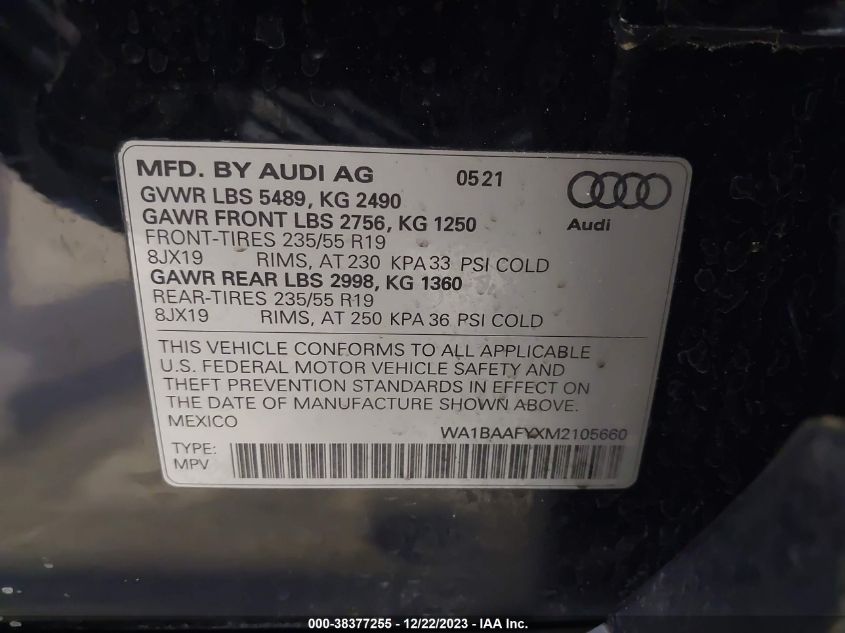 MFD. BY AUDI AG 0521
GVWR LBS 5489, KG 2490
GAWR FRONT LBS 2756, KG 1250
Audi
FRONT-TIRES 235/55 R19
8JX19 RIMS, AT 230 KPA 33 PSI COLD
GAWR REAR LBS 2998, KG 1360
REAR-TIRES 235/55 R19
8JX19 RIMS, AT 250 KPA 36 PSI COLD
THIS VEHICLE CONFORMS TO ALL APPLICABLE
U.S. FEDERAL MOTOR VEHICLE SAFETY AND
THEFT PREVENTION STANDARDS IN EFFECT ON
THE DATE OF MANUFACTURE SHOWN ABOVE.
MEXICO
WA1BAAFYXM2105660
TYPE:
MPV
000-38377255 - 12/22/2023 - IAA Inc.